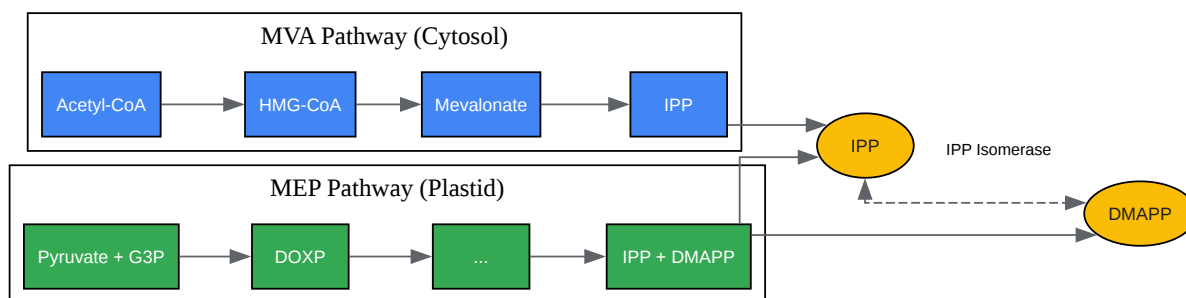 MVA Pathway (Cytosol)
Acetyl-CoA
HMG-CoA
Mevalonate
IPP
IPP
IPP Isomerase
DMAPP
MEP Pathway (Plastid)
Pyruvate + G3P
DOXP
...
IPP + DMAPP